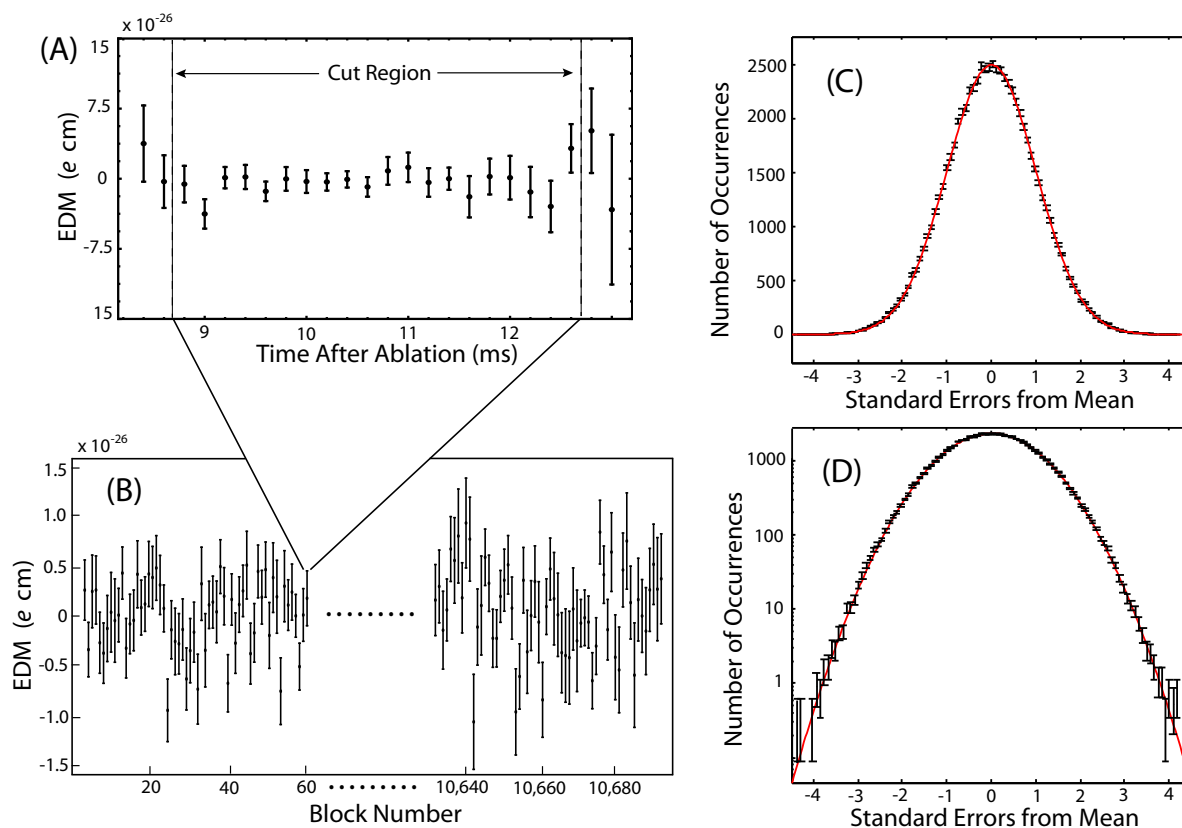 (A)
x 10⁻²⁶
15
7.5
0
-7.5
15
EDM (e cm)
Cut Region
9 10 11 12
Time After Ablation (ms)
(B)
x 10⁻²⁶
1.5
1.0
0.5
0
-0.5
-1.0
-1.5
EDM (e cm)
20 40 60 10,640 10,660 10,680
Block Number
(C)
2500
2000
1500
1000
500
0
Number of Occurrences
-4 -3 -2 -1 0 1 2 3 4
Standard Errors from Mean
(D)
1000
100
10
1
Number of Occurrences
-4 -3 -2 -1 0 1 2 3 4
Standard Errors from Mean